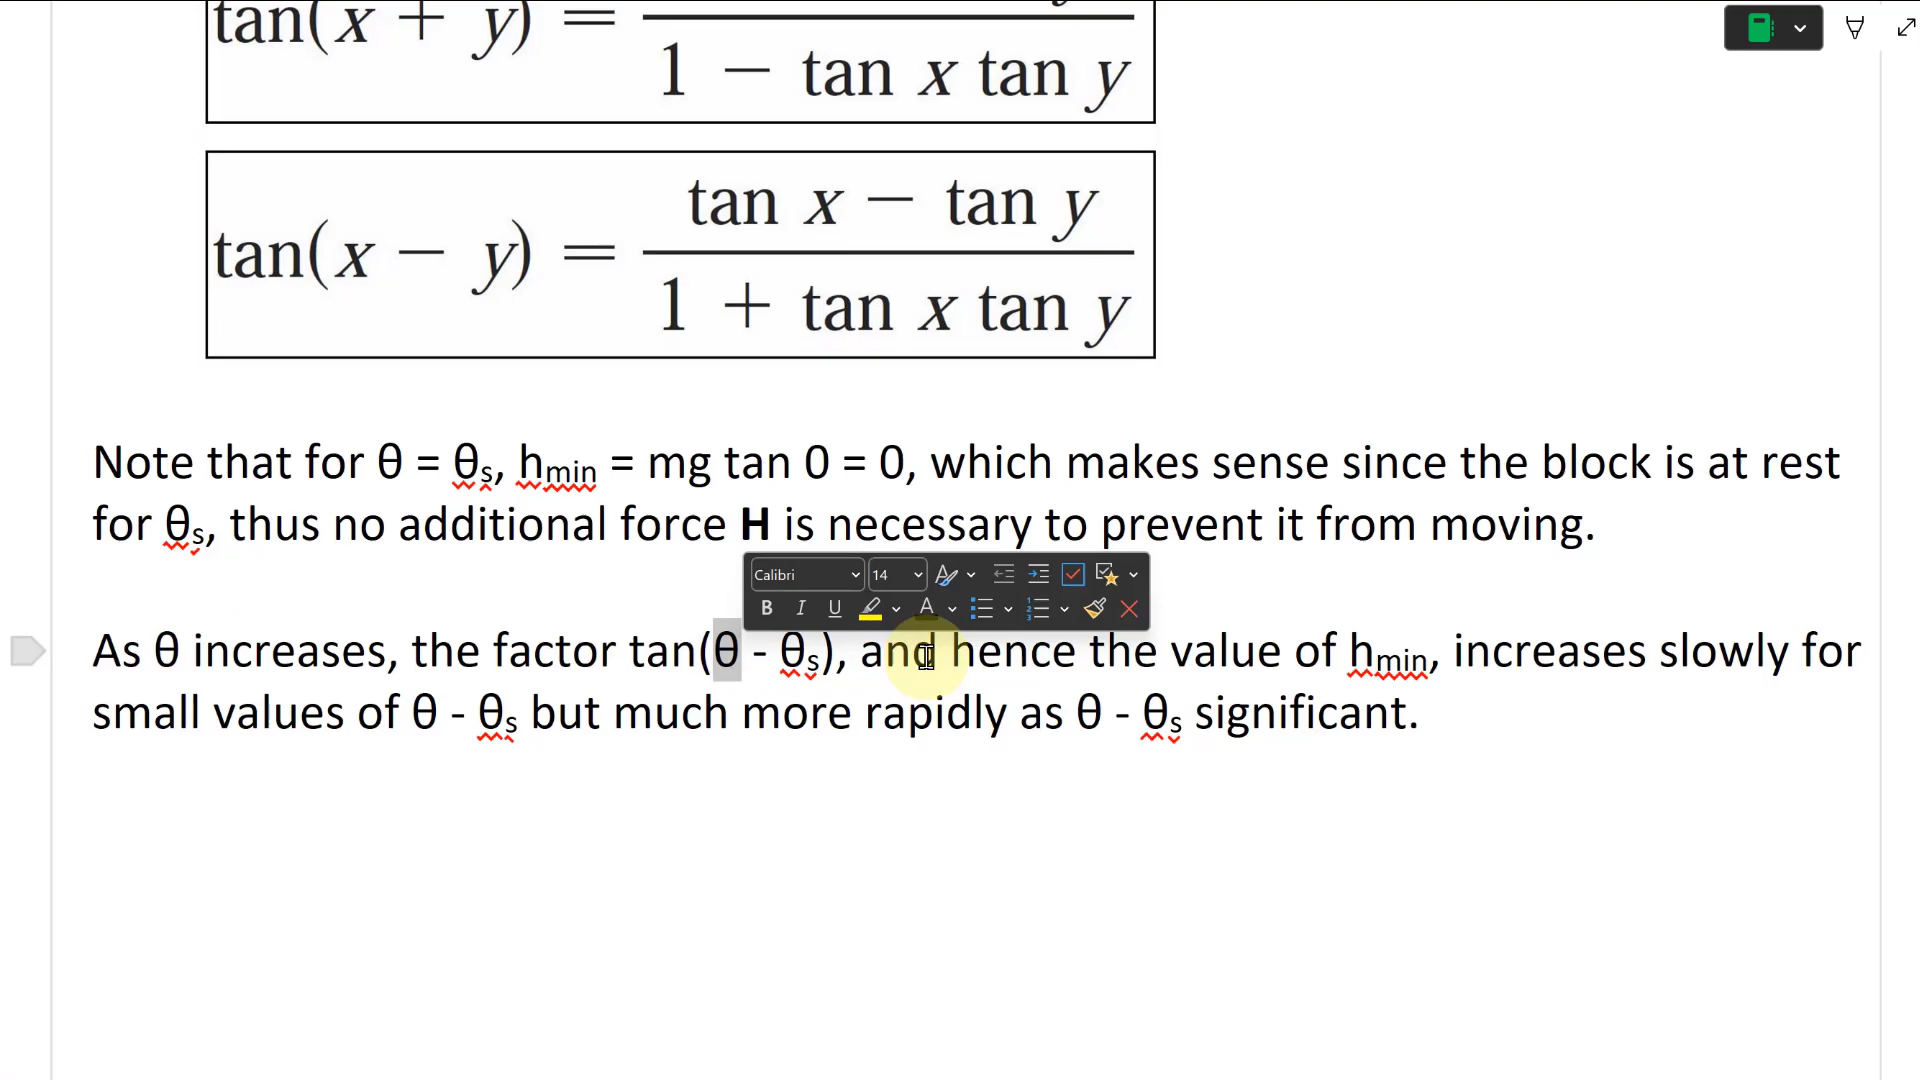 tan(x + y) =
1 − tan x tan y
tan x − tan y
tan(x − y) =
1 + tan x tan y
Note that for θ = θs, hmin = mg tan 0 = 0, which makes sense since the block is at rest
for θs, thus no additional force H is necessary to prevent it from moving.
Calibri 14
B I U A
As θ increases, the factor tan(θ - θs), and hence the value of hmin, increases slowly for
small values of θ - θs but much more rapidly as θ - θs significant.